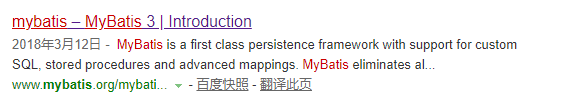 mybatis – MyBatis 3 | Introduction
2018年3月12日 - MyBatis is a first class persistence framework with support for custom
SQL, stored procedures and advanced mappings. MyBatis eliminates al...
www.mybatis.org/mybati... - 百度快照 - 翻译此页